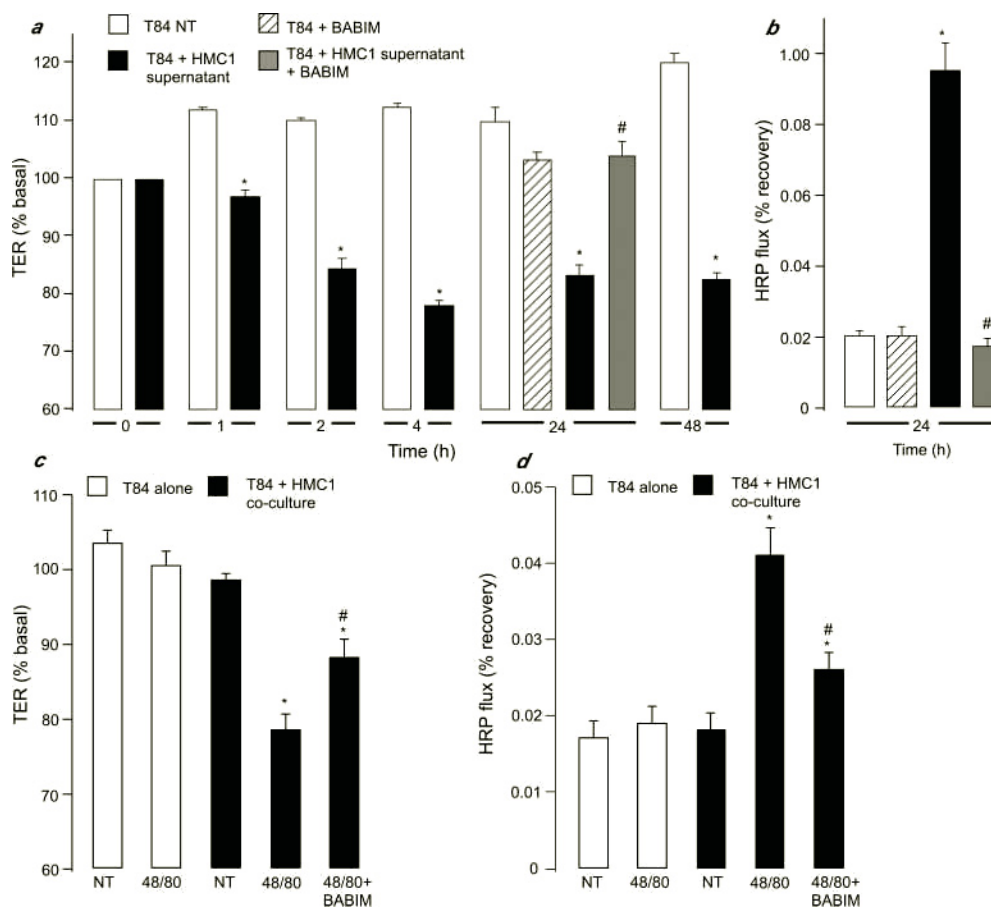 a
T84 NT
T84 + BABIM
T84 + HMC1
supernatant
T84 + HMC1 supernatant
+ BABIM
TER (% basal)
120
110
100
90
80
70
60
*
*
*
*
#
*
0
1
2
4
24
48
Time (h)
b
HRP flux (% recovery)
1.00
0.080
0.060
0.04
0.02
0
*
#
24
Time (h)
c
T84 alone
T84 + HMC1
co-culture
TER (% basal)
110
100
90
80
70
60
*
#
*
NT
48/80
NT
48/80
48/80+
BABIM
d
T84 alone
T84 + HMC1
co-culture
HRP flux (% recovery)
0.05
0.04
0.03
0.02
0.01
0
*
#
*
NT
48/80
NT
48/80
48/80+
BABIM